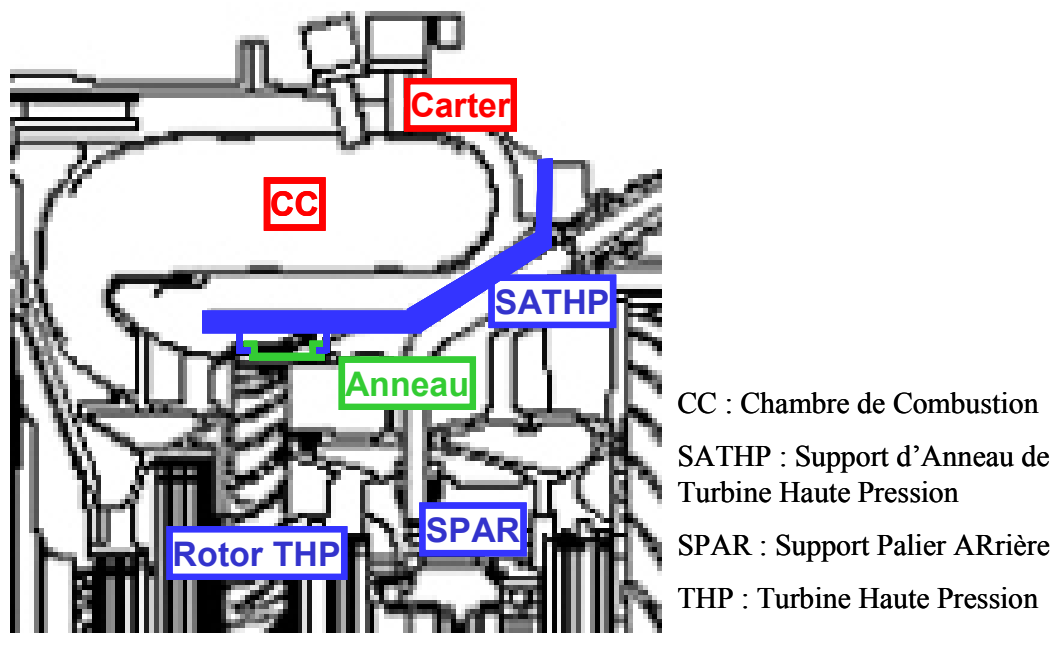 Carter
CC
SATHP
Anneau
SPAR
Rotor THP
CC : Chambre de Combustion
SATHP : Support d'Anneau de
Turbine Haute Pression
SPAR : Support Palier ARrière
THP : Turbine Haute Pression